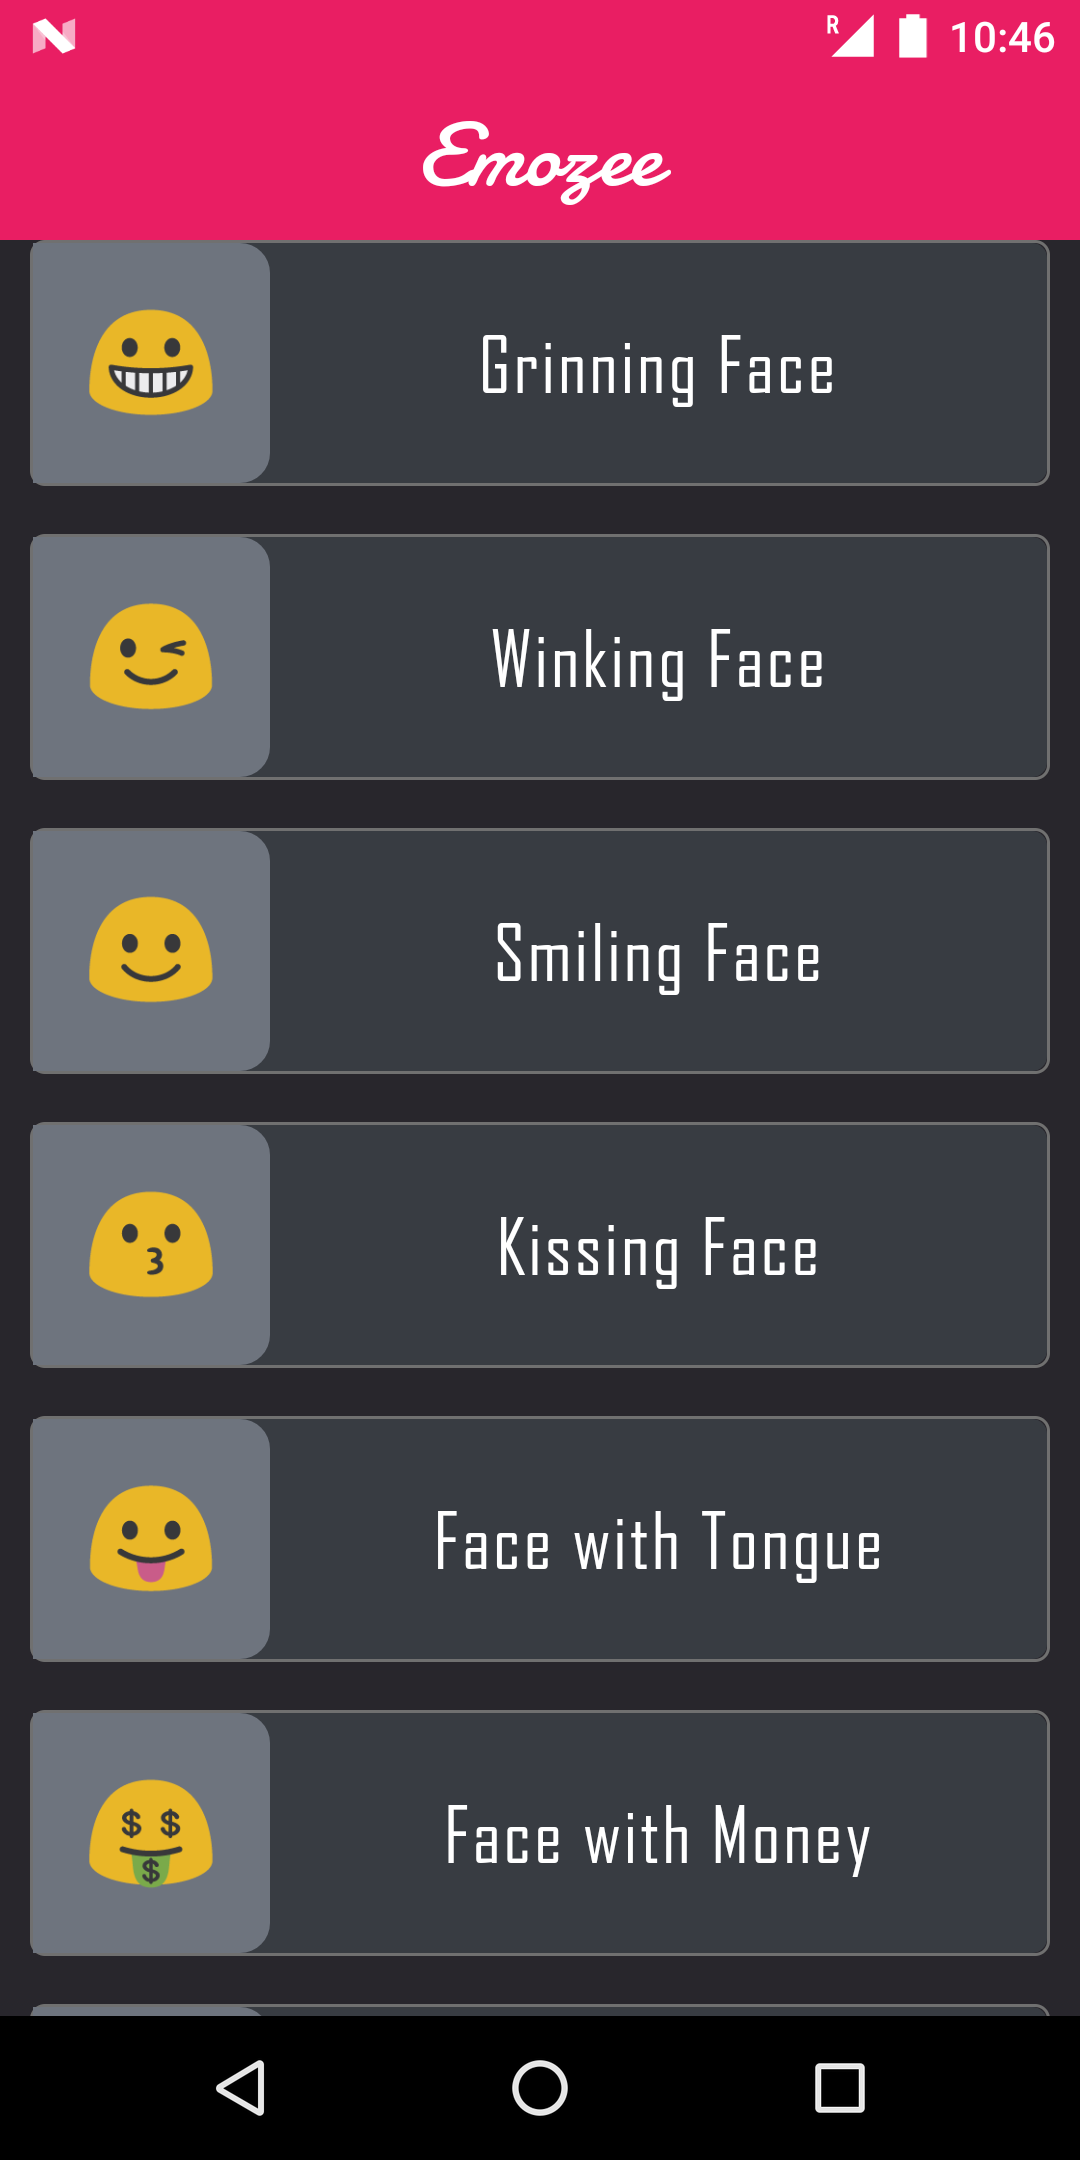 R 10:46
Emozee
Grinning Face
Winking Face
Smiling Face
Kissing Face
Face with Tongue
Face with Money